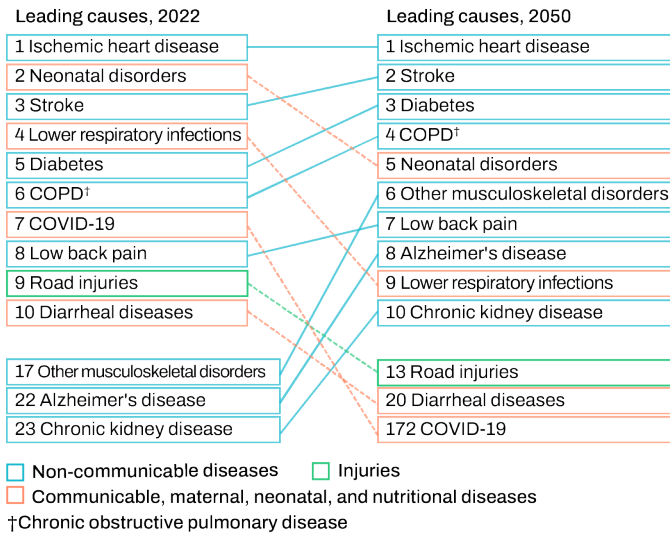 Leading causes, 2022
1 Ischemic heart disease
2 Neonatal disorders
3 Stroke
4 Lower respiratory infections
5 Diabetes
6 COPD†
7 COVID-19
8 Low back pain
9 Road injuries
10 Diarrheal diseases
17 Other musculoskeletal disorders
22 Alzheimer's disease
23 Chronic kidney disease
Leading causes, 2050
1 Ischemic heart disease
2 Stroke
3 Diabetes
4 COPD†
5 Neonatal disorders
6 Other musculoskeletal disorders
7 Low back pain
8 Alzheimer's disease
9 Lower respiratory infections
10 Chronic kidney disease
13 Road injuries
20 Diarrheal diseases
172 COVID-19
Non-communicable diseases
Injuries
Communicable, maternal, neonatal, and nutritional diseases
†Chronic obstructive pulmonary disease